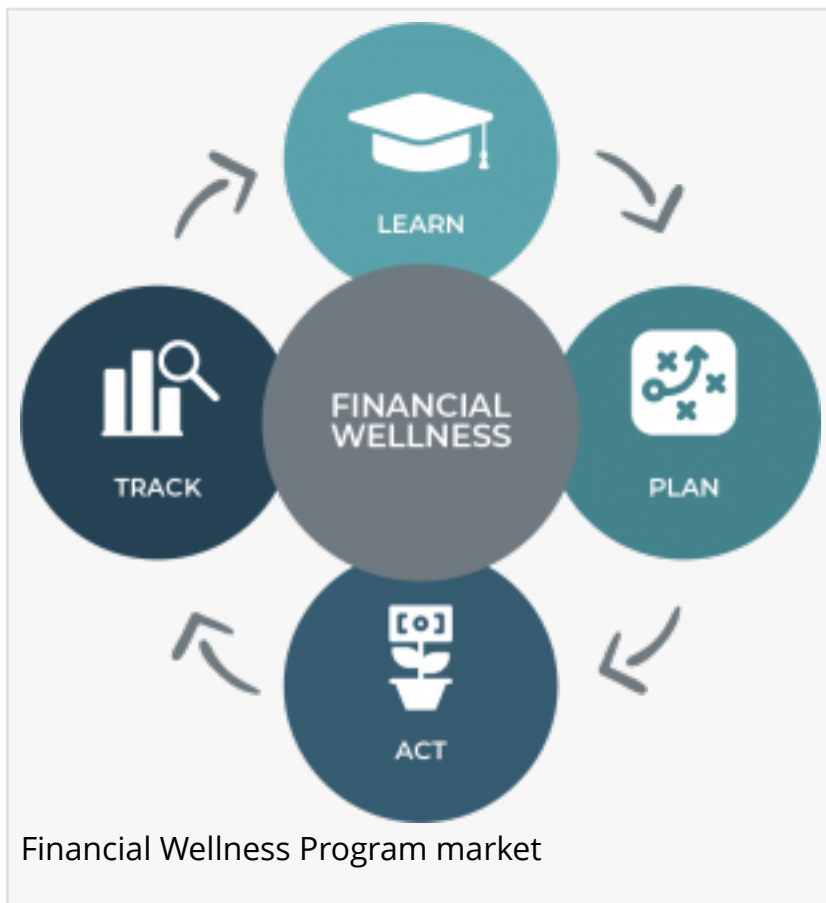 LEARN
TRACK
FINANCIAL
WELLNESS
PLAN
ACT
Financial Wellness Program market